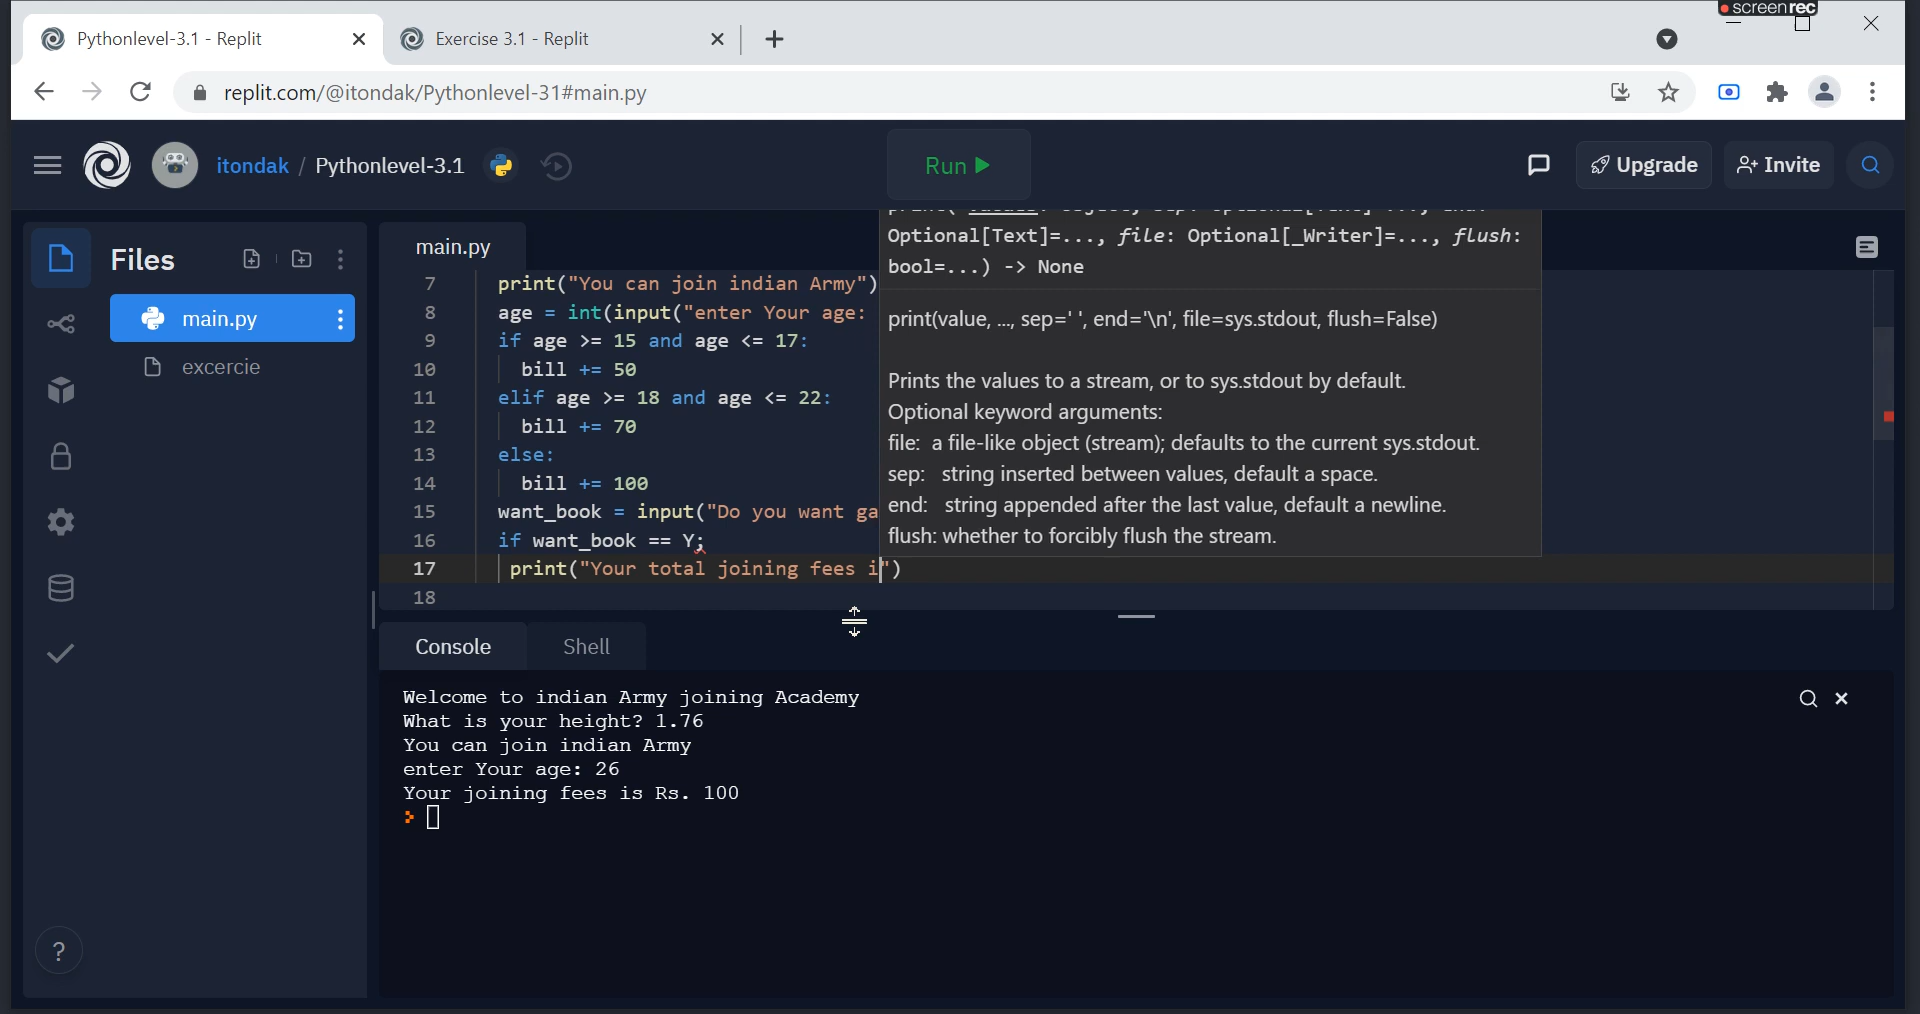 screenrec
Pythonlevel-3.1 - Replit
Exercise 3.1 - Replit
replit.com/@itondak/Pythonlevel-31#main.py
itondak / Pythonlevel-3.1
Run
Upgrade
Invite
Files
main.py
excercie
main.py
7 print("You can join indian Army")
8 age = int(input("enter Your age:
9 if age >= 15 and age <= 17:
10 bill += 50
11 elif age >= 18 and age <= 22:
12 bill += 70
13 else:
14 bill += 100
15 want_book = input("Do you want ga
16 if want_book == Y;
17 print("Your total joining fees i")
18
Optional[Text]=..., file: Optional[_Writer]=..., flush:
bool=...) -> None
print(value, ..., sep=' ', end='\n', file=sys.stdout, flush=False)
Prints the values to a stream, or to sys.stdout by default.
Optional keyword arguments:
file: a file-like object (stream); defaults to the current sys.stdout.
sep: string inserted between values, default a space.
end: string appended after the last value, default a newline.
flush: whether to forcibly flush the stream.
Console
Shell
Welcome to indian Army joining Academy
What is your height? 1.76
You can join indian Army
enter Your age: 26
Your joining fees is Rs. 100
?